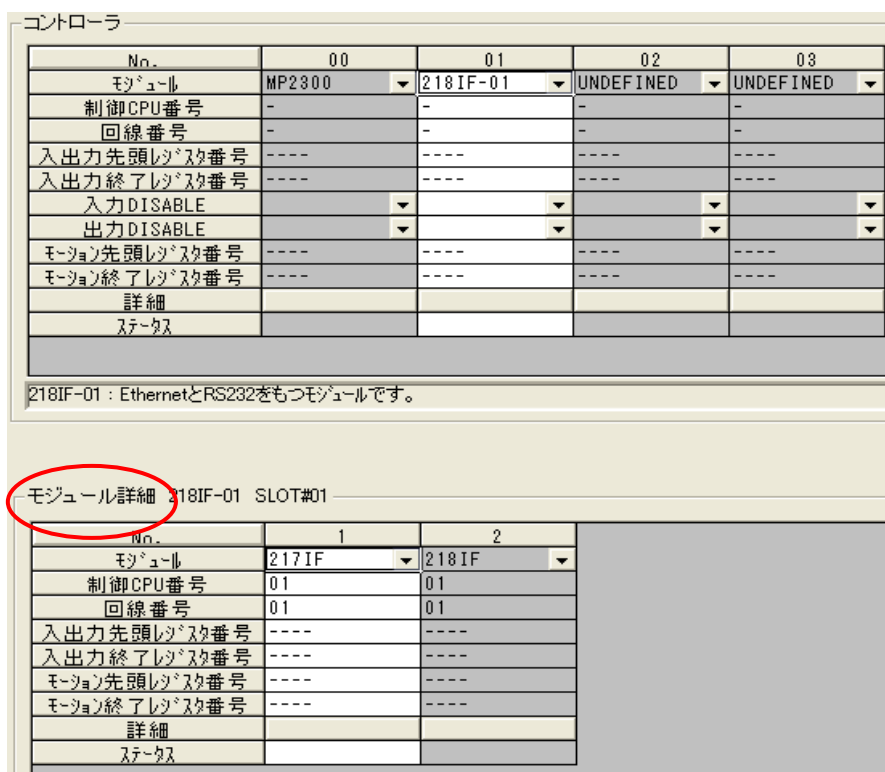 コントローラ
No. 00 01 02 03
ﾓｼﾞｭｰﾙ MP2300 218IF-01 UNDEFINED UNDEFINED
制御CPU番号 - - - -
回線番号 - - - -
入出力先頭ﾚｼﾞｽﾀ番号 ---- ---- ---- ----
入出力終了ﾚｼﾞｽﾀ番号 ---- ---- ---- ----
入力DISABLE
出力DISABLE
ﾓｰｼｮﾝ先頭ﾚｼﾞｽﾀ番号 ---- ---- ---- ----
ﾓｰｼｮﾝ終了ﾚｼﾞｽﾀ番号 ---- ---- ---- ----
詳細
ｽﾃｰﾀｽ
218IF-01：EthernetとRS232をもつﾓｼﾞｭｰﾙです。
モジュール詳細 218IF-01 SLOT#01
No. 1 2
ﾓｼﾞｭｰﾙ 217IF 218IF
制御CPU番号 01 01
回線番号 01 01
入出力先頭ﾚｼﾞｽﾀ番号 ---- ----
入出力終了ﾚｼﾞｽﾀ番号 ---- ----
ﾓｰｼｮﾝ先頭ﾚｼﾞｽﾀ番号 ---- ----
ﾓｰｼｮﾝ終了ﾚｼﾞｽﾀ番号 ---- ----
詳細
ｽﾃｰﾀｽ